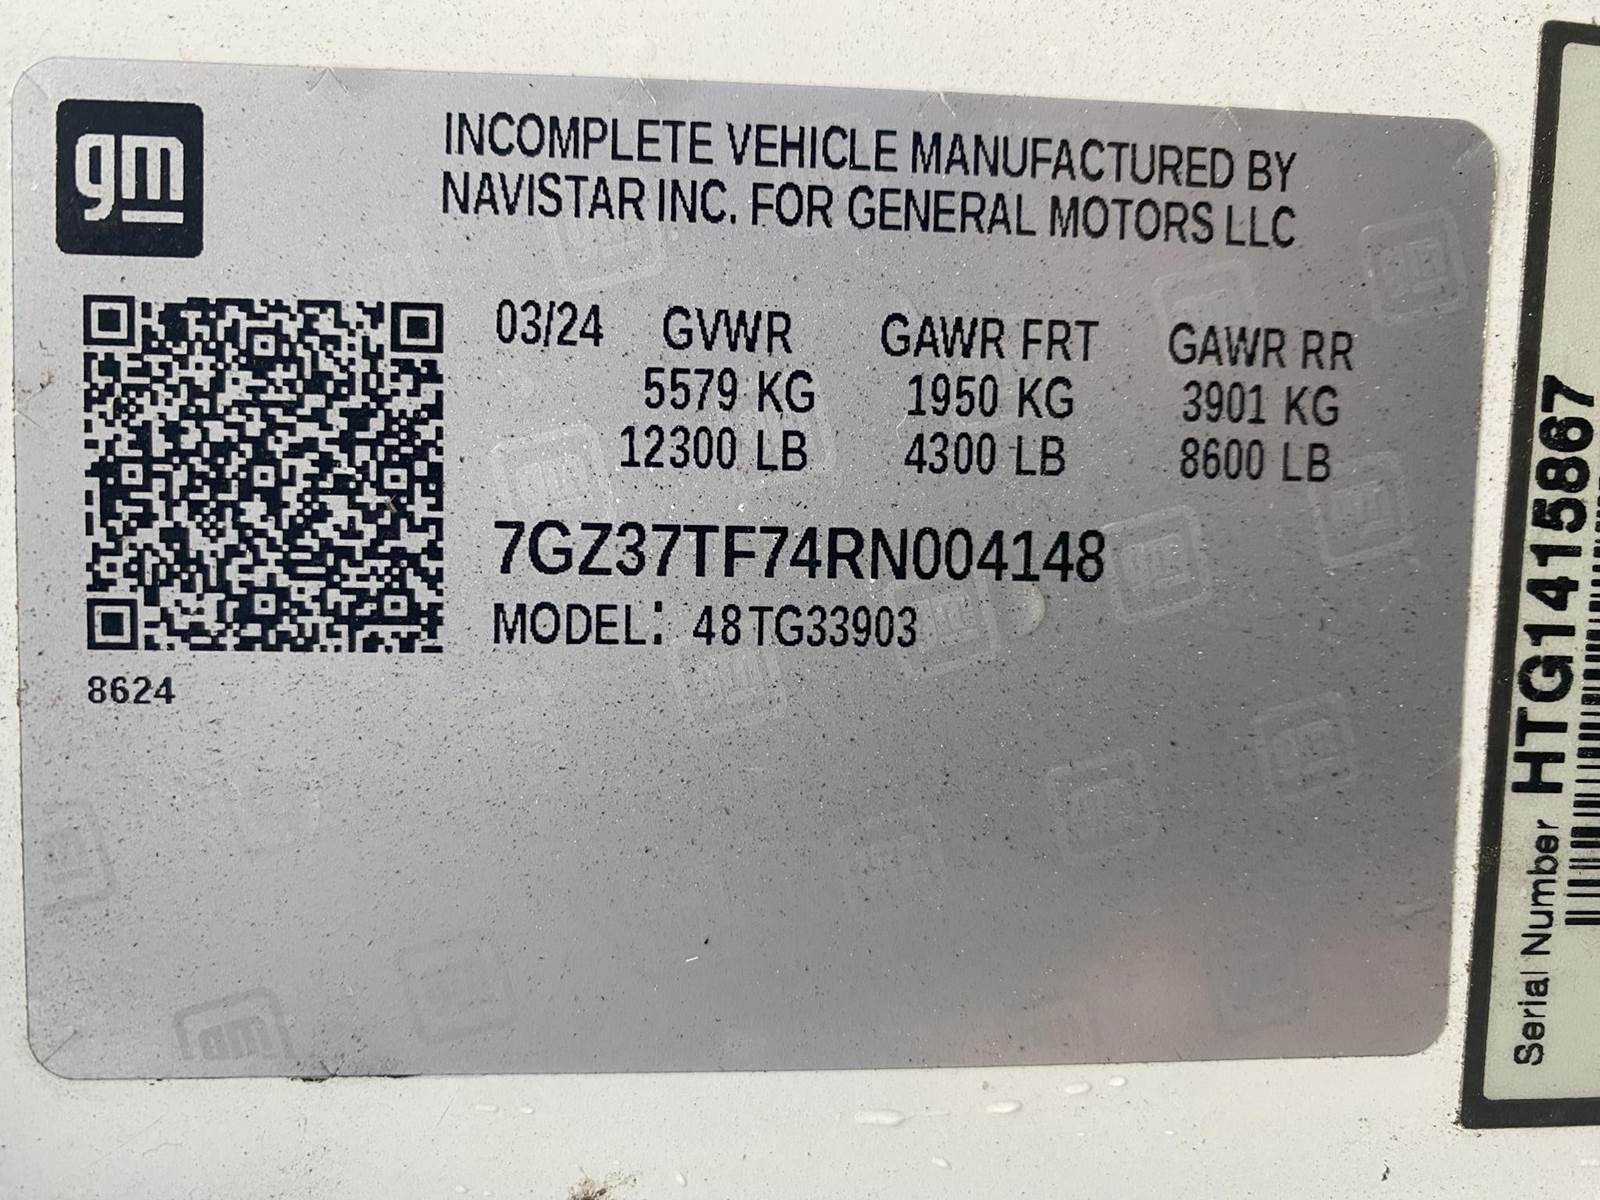 gm
INCOMPLETE VEHICLE MANUFACTURED BY
NAVISTAR INC. FOR GENERAL MOTORS LLC
03/24 GVWR GAWR FRT GAWR RR
5579 KG 1950 KG 3901 KG
12300 LB 4300 LB 8600 LB
7GZ37TF74RN004148
MODEL: 48TG33903
8624
Serial Number HTG1415867